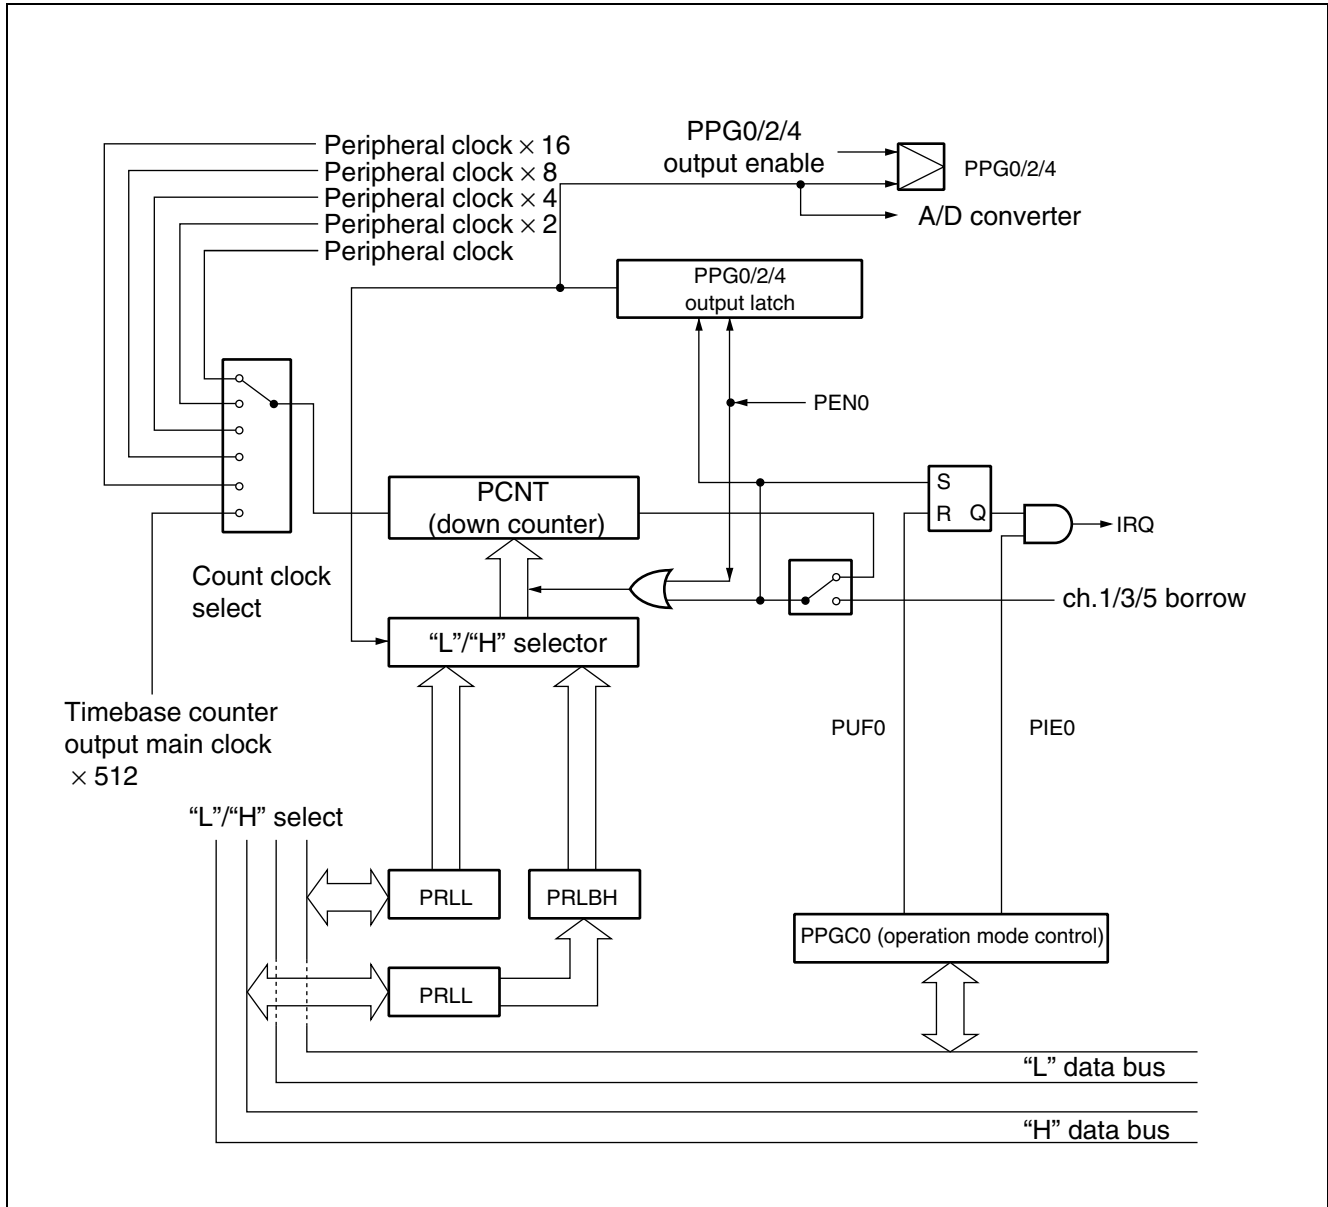 Peripheral clock × 16
Peripheral clock × 8
Peripheral clock × 4
Peripheral clock × 2
Peripheral clock
PPG0/2/4
output enable
PPG0/2/4
A/D converter
PPG0/2/4
output latch
PEN0
PCNT
(down counter)
S
R Q
IRQ
Count clock
select
ch.1/3/5 borrow
“L”/“H” selector
Timebase counter
output main clock
× 512
PUF0
PIE0
“L”/“H” select
PRLL
PRLBH
PPGC0 (operation mode control)
PRLL
“L” data bus
“H” data bus